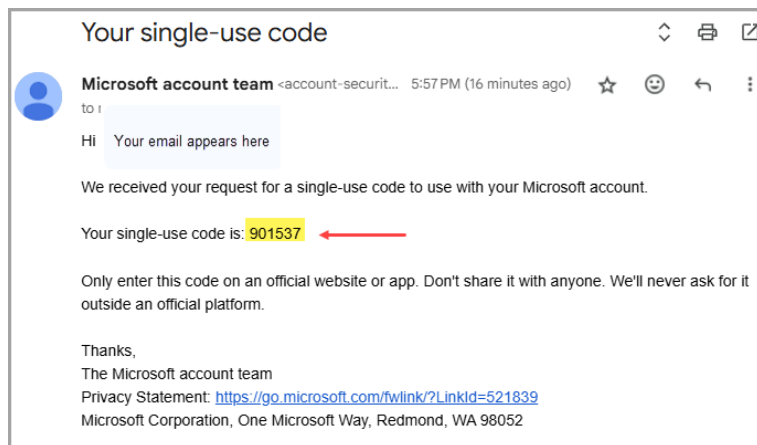 Your single-use code
Microsoft account team <account-securit... 5:57 PM (16 minutes ago)
to
Hi Your email appears here
We received your request for a single-use code to use with your Microsoft account.
Your single-use code is: 901537
Only enter this code on an official website or app. Don't share it with anyone. We'll never ask for it
outside an official platform.
Thanks,
The Microsoft account team
Privacy Statement: https://go.microsoft.com/fwlink/?LinkId=521839
Microsoft Corporation, One Microsoft Way, Redmond, WA 98052